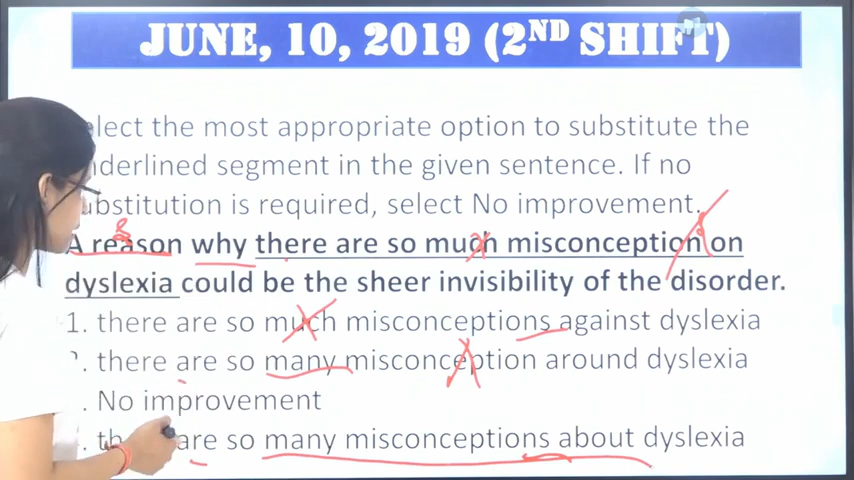 JUNE, 10, 2019 (2ND SHIFT)
lect the most appropriate option to substitute the
derlined segment in the given sentence. If no
ubstitution is required, select No improvement.
A reason why there are so much misconception on
dyslexia could be the sheer invisibility of the disorder.
1. there are so much misconceptions against dyslexia
. there are so many misconception around dyslexia
. No improvement
. th are so many misconceptions about dyslexia